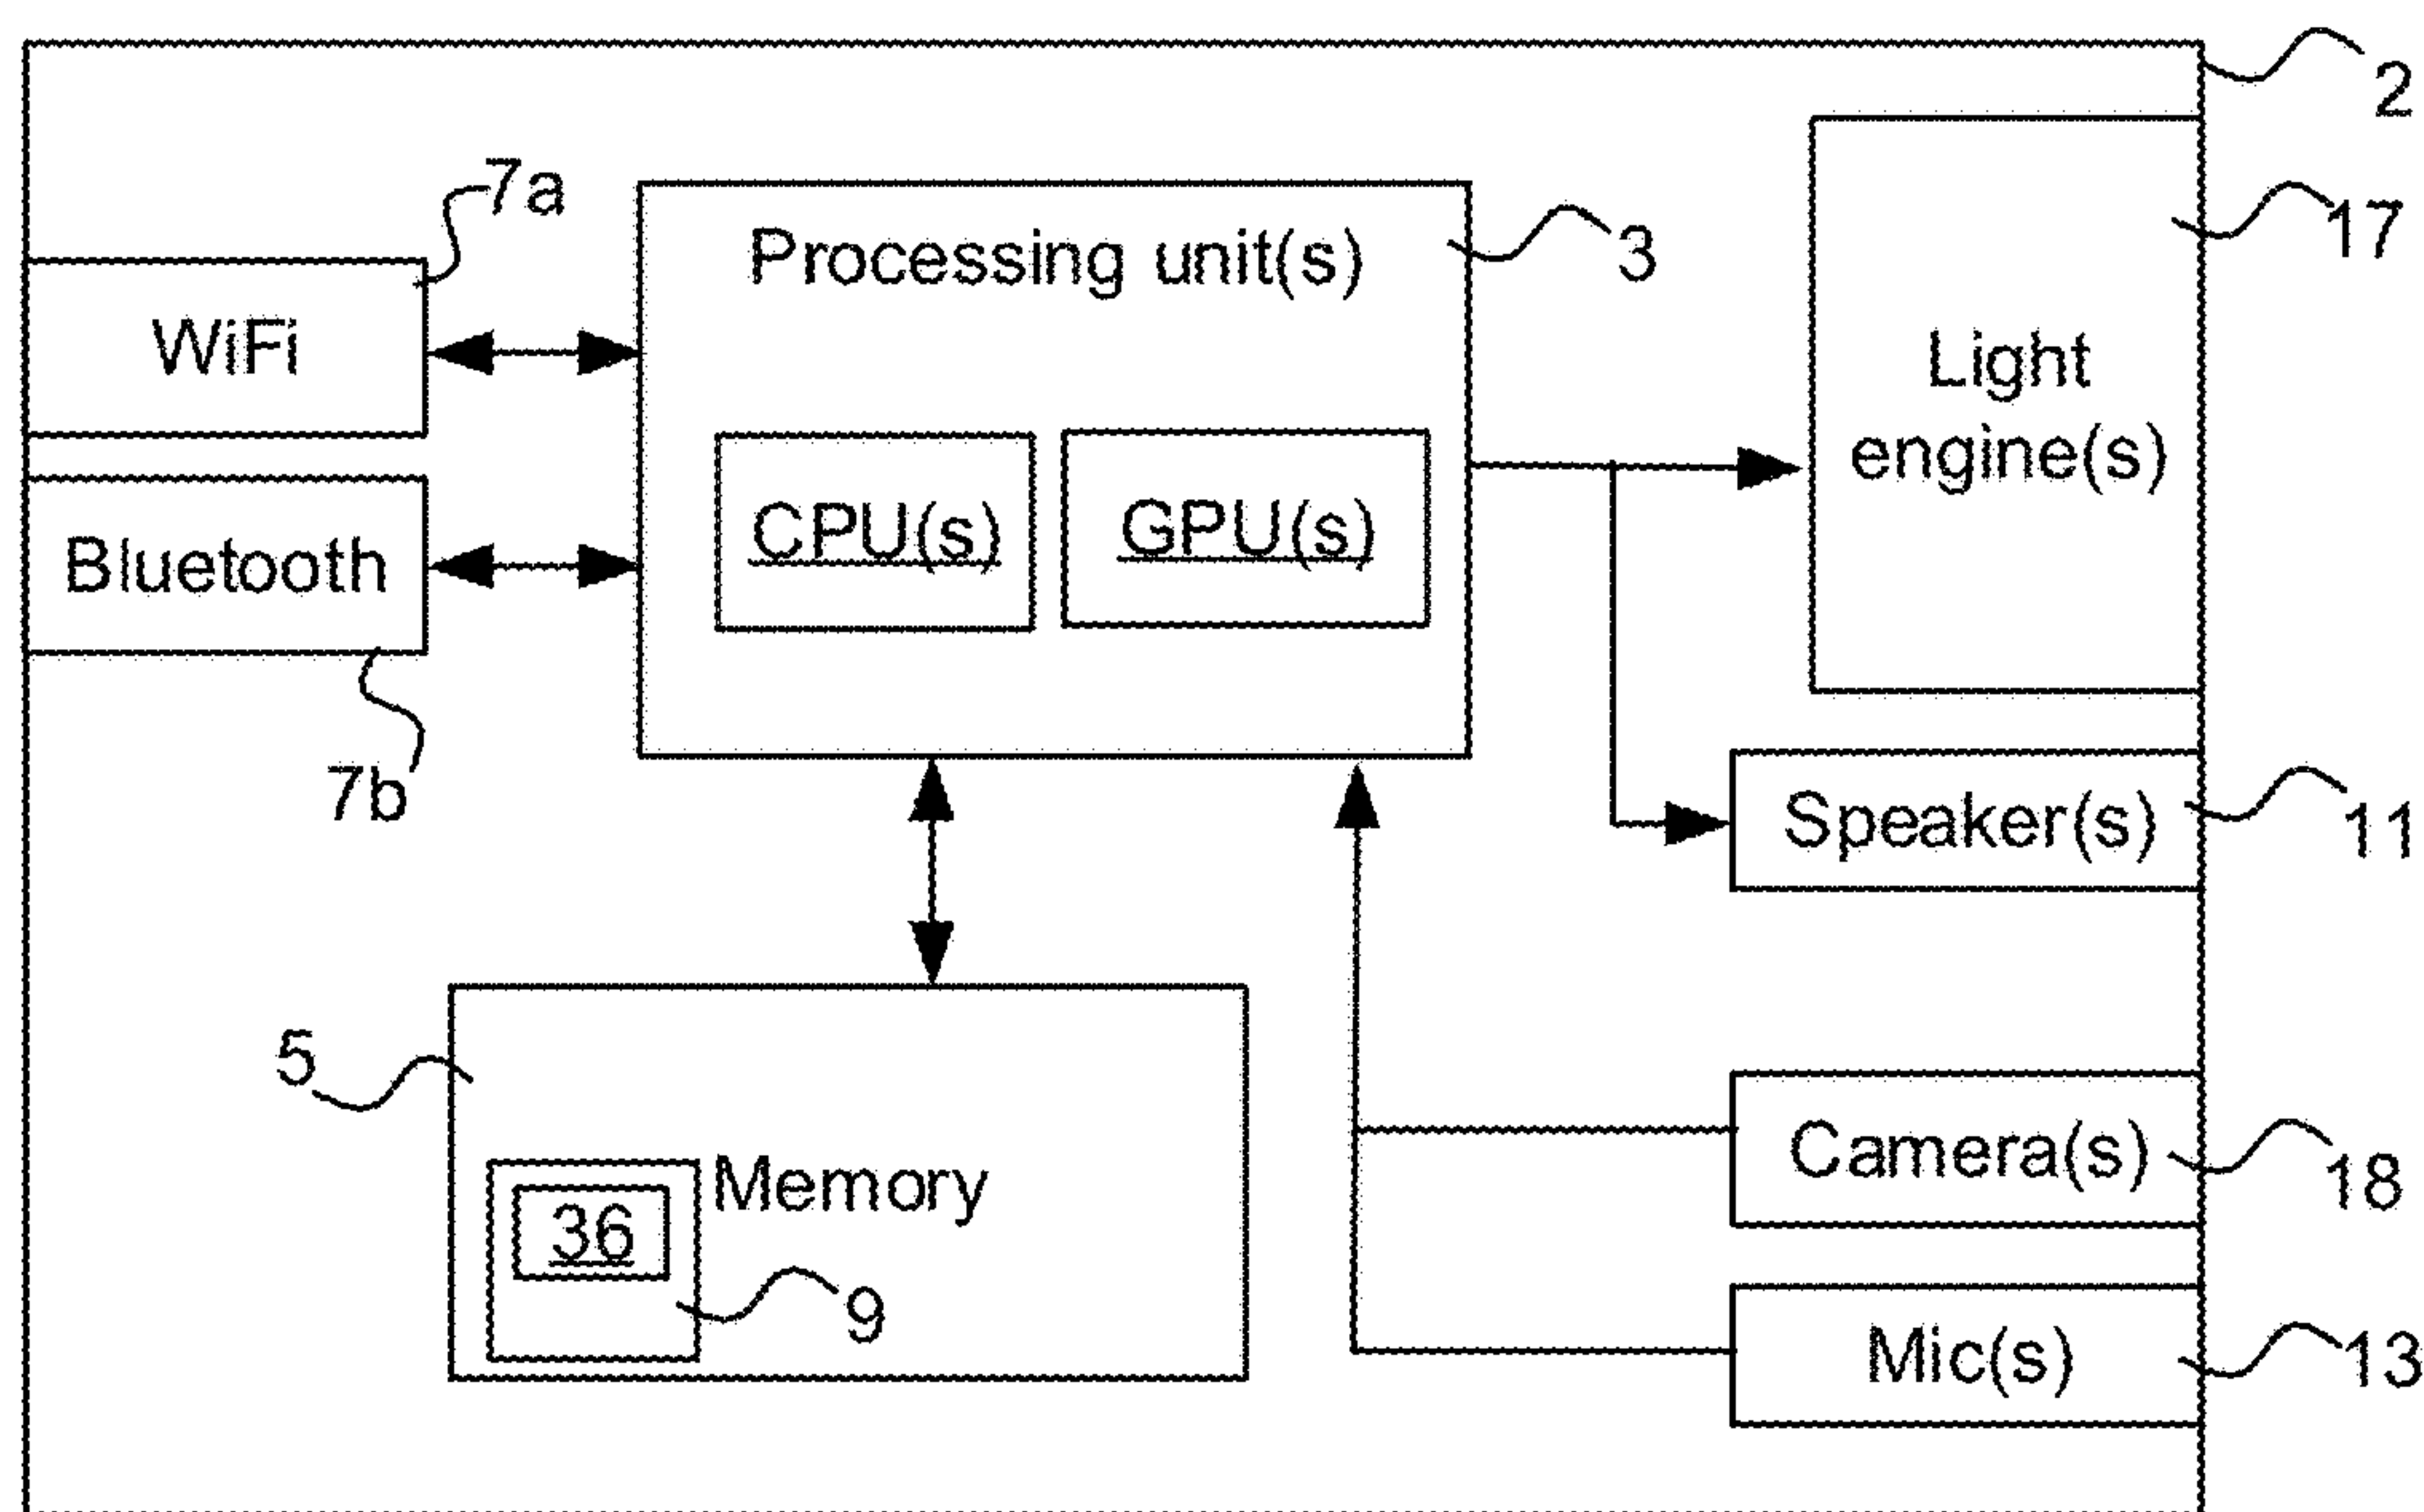 2
7a
17
Processing unit(s)
3
WiFi
Light
engine(s)
CPU(s)
GPU(s)
Bluetooth
7b
Speaker(s)
11
5
Memory
36
9
Camera(s)
18
Mic(s)
13